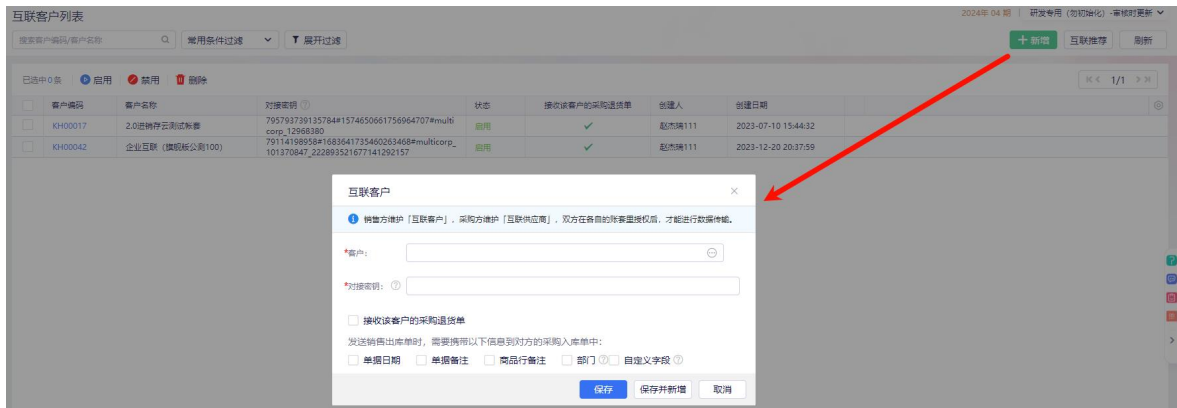 互联客户列表
2024年 04 期 研发专用（勿初始化）-审核时更新
搜索客户编码/客户名称 常用条件过滤 展开过滤 新增 互联推荐 刷新
已选中0条 启用 禁用 删除 1/1
客户编码 客户名称 对接密钥 状态 接收该客户的采购退货单 创建人 创建日期
KH00017 2.0进销存云测试帐套 795793739135784#1574650661756964707#multi 启用 赵杰瑞111 2023-07-10 15:44:32
corp_12968380
KH00042 企业互联（旗舰版公测100） 79114198958#1683641735460263468#multicorp_ 启用 赵杰瑞111 2023-12-20 20:37:59
101370847_222893521677141292157
互联客户
销售方维护「互联客户」，采购方维护「互联供应商」，双方在各自的账套里授权后，才能进行数据传输。
*客户：
*对接密钥：
接收该客户的采购退货单
发送销售出库单时，需要携带以下信息到对方的采购入库单中：
单据日期 单据备注 商品行备注 部门 自定义字段
保存 保存并新增 取消